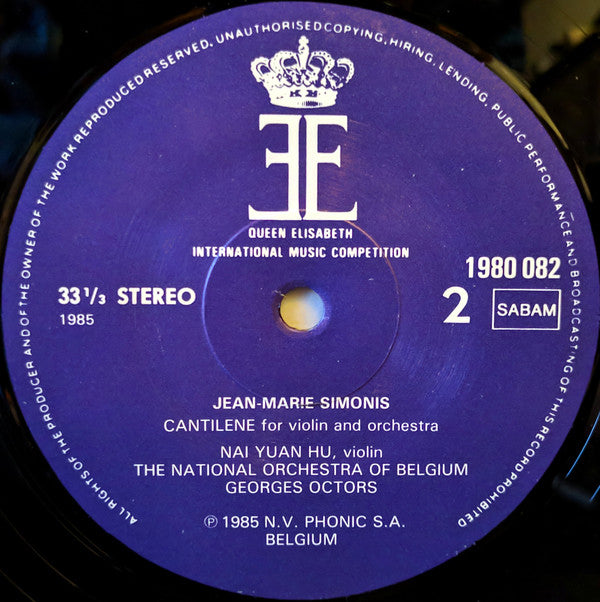 ALL RIGHTS OF THE PRODUCER AND OF THE OWNER OF THE WORK REPRODUCED RESERVED. UNAUTHORISED COPYING, HIRING, LENDING, PUBLIC PERFORMANCE AND BROADCASTING OF THIS RECORD PROHIBITED
EE
QUEEN ELISABETH
INTERNATIONAL MUSIC COMPETITION
33 1/3 STEREO
1985
1980 082
2 SABAM
JEAN-MARIE SIMONIS
CANTILENE for violin and orchestra
NAI YUAN HU, violin
THE NATIONAL ORCHESTRA OF BELGIUM
GEORGES OCTORS
℗ 1985 N.V. PHONIC S.A.
BELGIUM